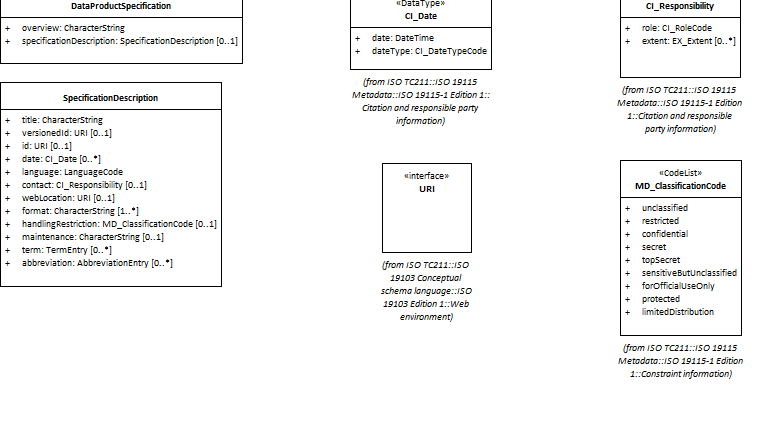 DataProductSpecification
+ overview: CharacterString
+ specificationDescription: SpecificationDescription [0..1]
SpecificationDescription
+ title: CharacterString
+ versionedId: URI [0..1]
+ id: URI [0..1]
+ date: CI_Date [0..*]
+ language: LanguageCode
+ contact: CI_Responsibility [0..1]
+ webLocation: URI [0..1]
+ format: CharacterString [1..*]
+ handlingRestriction: MD_ClassificationCode [0..1]
+ maintenance: CharacterString [0..1]
+ term: TermEntry [0..*]
+ abbreviation: AbbreviationEntry [0..*]
«DataType»
CI_Date
+ date: DateTime
+ dateType: CI_DateTypeCode
(from ISO TC211::ISO 19115
Metadata::ISO 19115-1 Edition 1::
Citation and responsible party
information)
«interface»
URI
(from ISO TC211::ISO
19103 Conceptual
schema language::ISO
19103 Edition 1::Web
environment)
CI_Responsibility
+ role: CI_RoleCode
+ extent: EX_Extent [0..*]
(from ISO TC211::ISO 19115
Metadata::ISO 19115-1 Edition
1::Citation and responsible
party information)
«CodeList»
MD_ClassificationCode
+ unclassified
+ restricted
+ confidential
+ secret
+ topSecret
+ sensitiveButUnclassified
+ forOfficialUseOnly
+ protected
+ limitedDistribution
(from ISO TC211::ISO 19115
Metadata::ISO 19115-1 Edition
1::Constraint information)